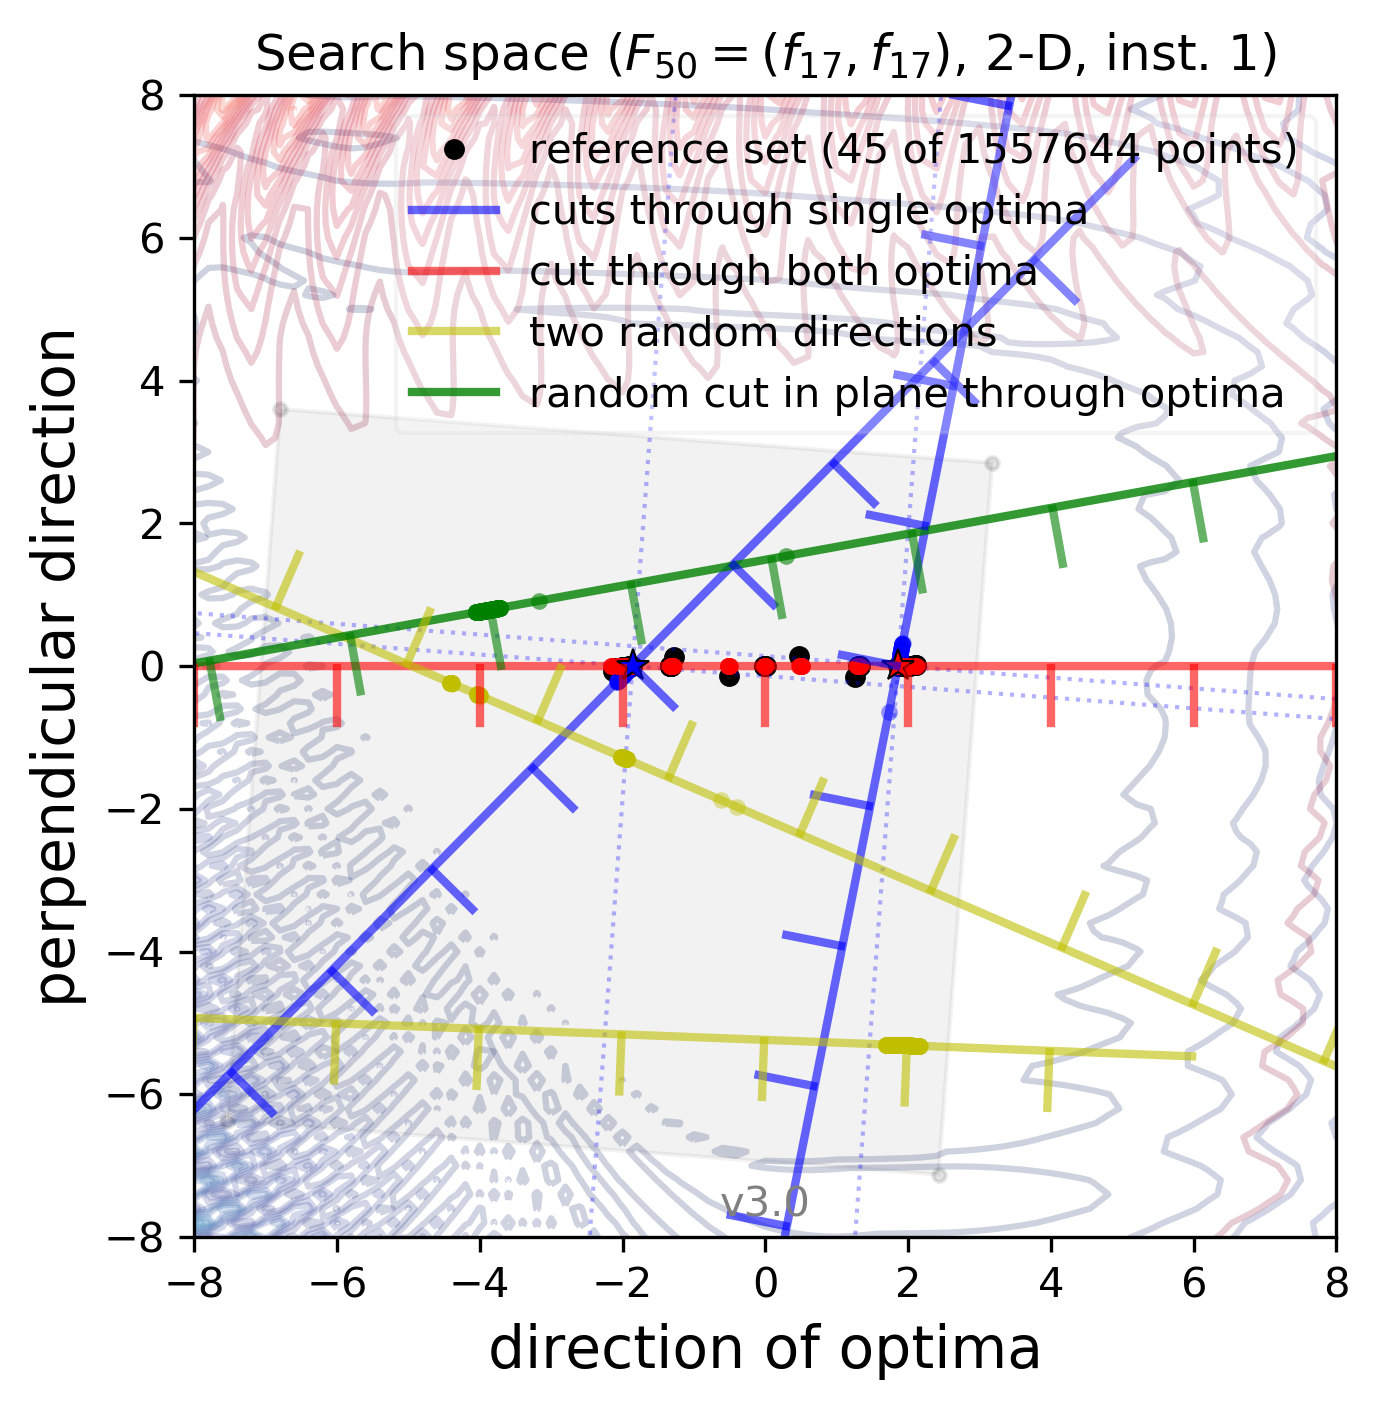 Search space (F₅₀ = (f₁₇, f₁₇), 2-D, inst. 1)
reference set (45 of 1557644 points)
cuts through single optima
cut through both optima
two random directions
random cut in plane through optima
perpendicular direction
8
6
4
2
0
−2
−4
−6
−8
v3.0
−8 −6 −4 −2 0 2 4 6 8
direction of optima